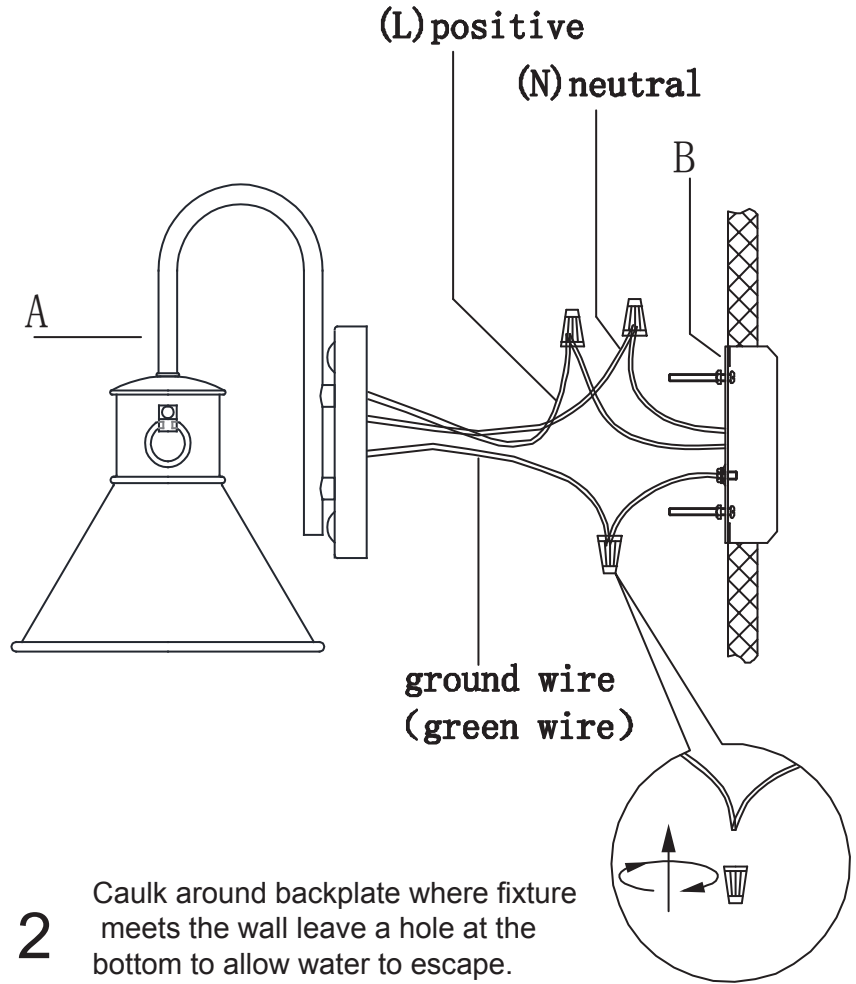 (L)positive
(N)neutral
B
A
ground wire
(green wire)
2
Caulk around backplate where fixture
meets the wall leave a hole at the
bottom to allow water to escape.